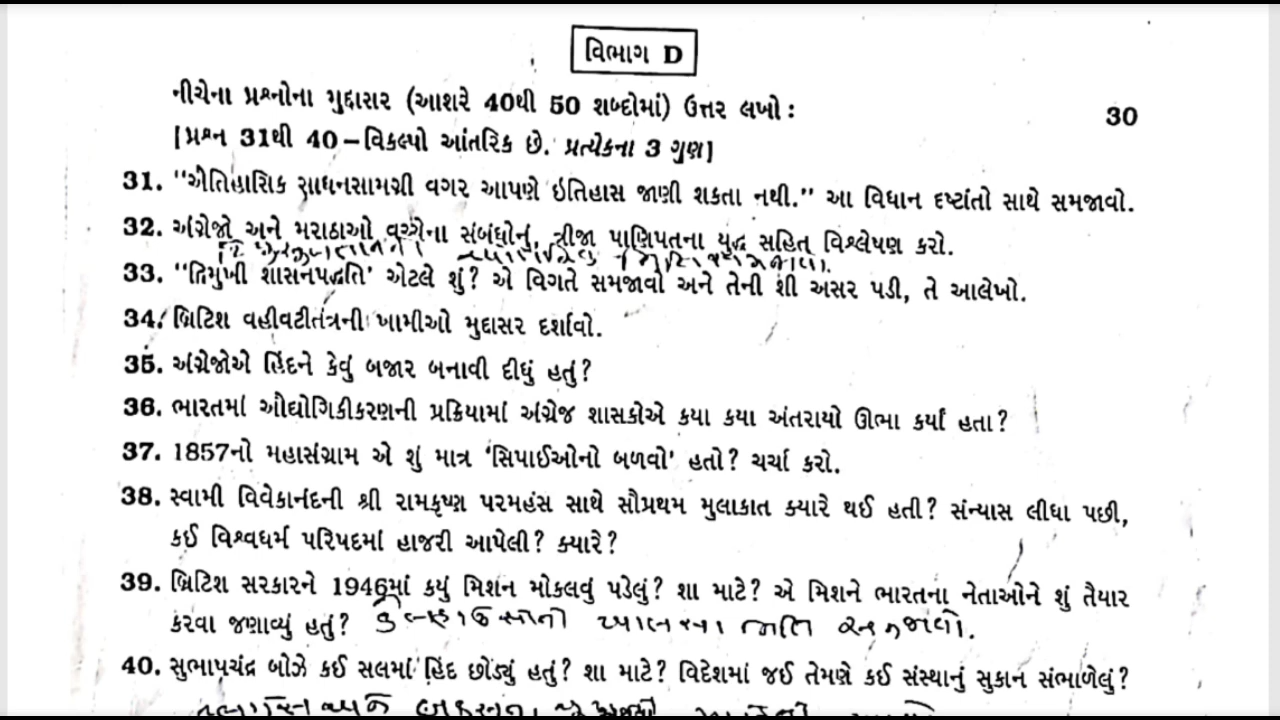 વિભાગ D
નીચેના પ્રશ્નોના મુદ્દાસર (આશરે 40થી 50 શબ્દોમાં) ઉત્તર લખો : 30
[પ્રશ્ન 31થી 40 – વિકલ્પો આંતરિક છે. પ્રત્યેકના 3 ગુણ]
31. "ઐતિહાસિક સાધનસામગ્રી વગર આપણે ઇતિહાસ જાણી શકતા નથી." આ વિધાન દષ્ટાંતો સાથે સમજાવો.
32. અંગ્રેજો અને મરાઠાઓ વચ્ચેના સંબંધોનું, ત્રીજા પાણિપતના યુદ્ધ સહિત વિશ્લેષણ કરો.
33. "દ્વિમુખી શાસનપદ્ધતિ' એટલે શું? એ વિગતે સમજાવો અને તેની શી અસર પડી, તે આલેખો.
34. બ્રિટિશ વહીવટીતંત્રની ખામીઓ મુદ્દાસર દર્શાવો.
35. અંગ્રેજોએ હિંદને કેવું બજાર બનાવી દીધું હતું?
36. ભારતમાં ઔદ્યોગિકીકરણની પ્રક્રિયામાં અંગ્રેજ શાસકોએ કયા કયા અંતરાયો ઊભા કર્યાં હતા?
37. 1857નો મહાસંગ્રામ એ શું માત્ર ‘સિપાઈઓનો બળવો' હતો? ચર્ચા કરો.
38. સ્વામી વિવેકાનંદની શ્રી રામકૃષ્ણ પરમહંસ સાથે સૌપ્રથમ મુલાકાત ક્યારે થઈ હતી? સંન્યાસ લીધા પછી,
કઈ વિશ્વધર્મ પરિષદમાં હાજરી આપેલી? ક્યારે?
39. બ્રિટિશ સરકારને 1946માં કયુ મિશન મોકલવું પડેલું? શા માટે? એ મિશને ભારતના નેતાઓને શું તૈયાર
કરવા જણાવ્યું હતું?
40. સુભાષચંદ્ર બોઝે કઈ સાલમાં હિંદ છોડ્યું હતું? શા માટે? વિદેશમાં જઈ તેમણે કઈ સંસ્થાનું સુકાન સંભાળેલું?